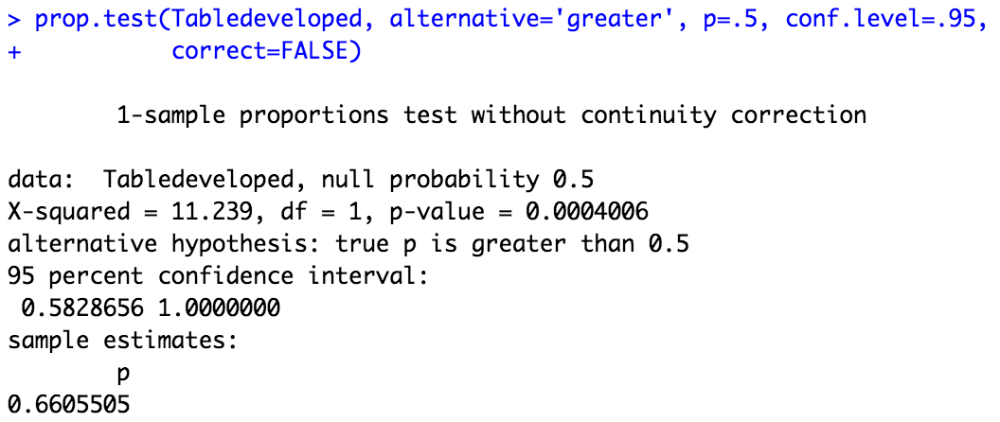 > prop.test(Tabledeveloped, alternative='greater', p=.5, conf.level=.95,
+           correct=FALSE)
1-sample proportions test without continuity correction
data:  Tabledeveloped, null probability 0.5
X-squared = 11.239, df = 1, p-value = 0.0004006
alternative hypothesis: true p is greater than 0.5
95 percent confidence interval:
 0.5828656 1.0000000
sample estimates:
        p
0.6605505